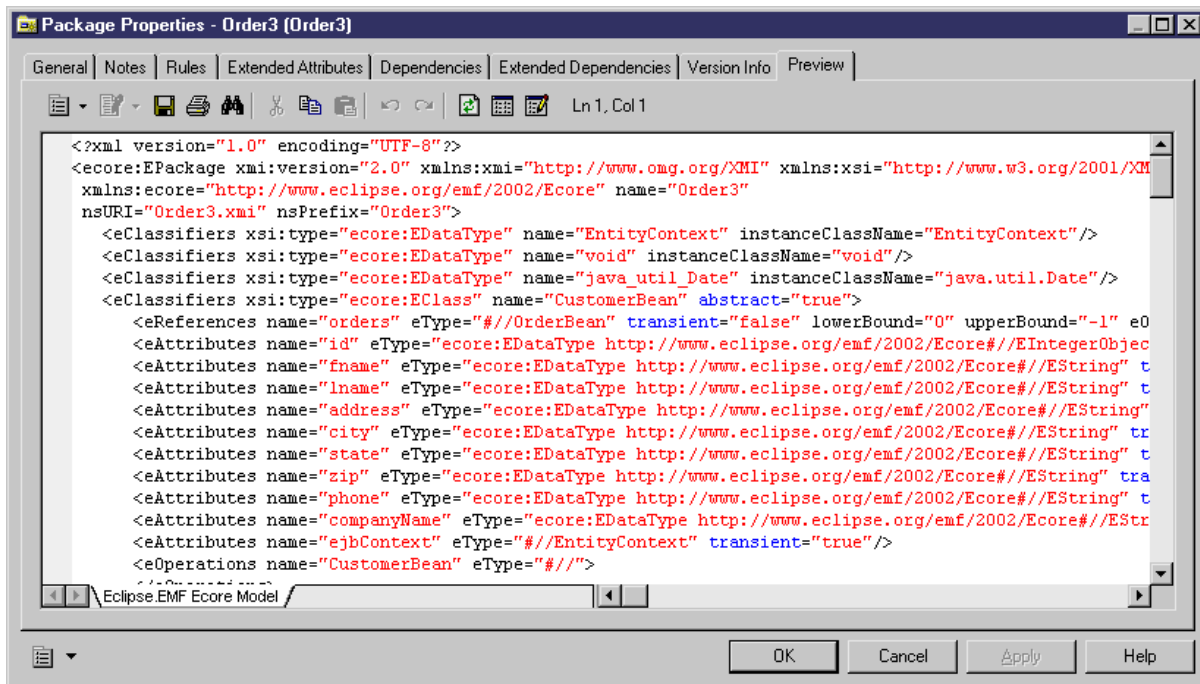 Package Properties - Order3 (Order3)
General Notes Rules Extended Attributes Dependencies Extended Dependencies Version Info Preview
Ln 1, Col 1
<?xml version="1.0" encoding="UTF-8"?>
<ecore:EPackage xmi:version="2.0" xmlns:xmi="http://www.omg.org/XMI" xmlns:xsi="http://www.w3.org/2001/XM
xmlns:ecore="http://www.eclipse.org/emf/2002/Ecore" name="Order3"
nsURI="Order3.xmi" nsPrefix="Order3">
<eClassifiers xsi:type="ecore:EDataType" name="EntityContext" instanceClassName="EntityContext"/>
<eClassifiers xsi:type="ecore:EDataType" name="void" instanceClassName="void"/>
<eClassifiers xsi:type="ecore:EDataType" name="java_util_Date" instanceClassName="java.util.Date"/>
<eClassifiers xsi:type="ecore:EClass" name="CustomerBean" abstract="true">
<eReferences name="orders" eType="#//OrderBean" transient="false" lowerBound="0" upperBound="-1" eO
<eAttributes name="id" eType="ecore:EDataType http://www.eclipse.org/emf/2002/Ecore#//EIntegerObjec
<eAttributes name="fname" eType="ecore:EDataType http://www.eclipse.org/emf/2002/Ecore#//EString" t
<eAttributes name="lname" eType="ecore:EDataType http://www.eclipse.org/emf/2002/Ecore#//EString" t
<eAttributes name="address" eType="ecore:EDataType http://www.eclipse.org/emf/2002/Ecore#//EString"
<eAttributes name="city" eType="ecore:EDataType http://www.eclipse.org/emf/2002/Ecore#//EString" tr
<eAttributes name="state" eType="ecore:EDataType http://www.eclipse.org/emf/2002/Ecore#//EString" t
<eAttributes name="zip" eType="ecore:EDataType http://www.eclipse.org/emf/2002/Ecore#//EString" tra
<eAttributes name="phone" eType="ecore:EDataType http://www.eclipse.org/emf/2002/Ecore#//EString" t
<eAttributes name="companyName" eType="ecore:EDataType http://www.eclipse.org/emf/2002/Ecore#//EStr
<eAttributes name="ejbContext" eType="#//EntityContext" transient="true"/>
<eOperations name="CustomerBean" eType="#//">
Eclipse.EMF Ecore Model
OK Cancel Apply Help